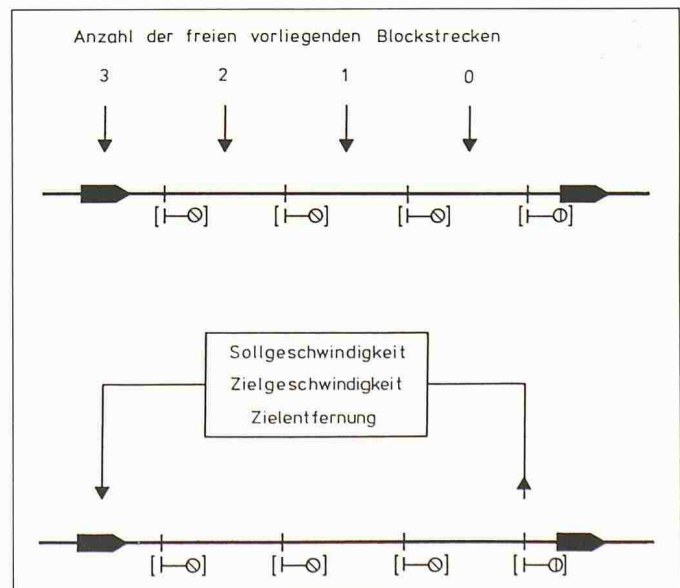 Anzahl der freien vorliegenden Blockstrecken
3 2 1 0
Sollgeschwindigkeit
Zielgeschwindigkeit
Zielentfernung